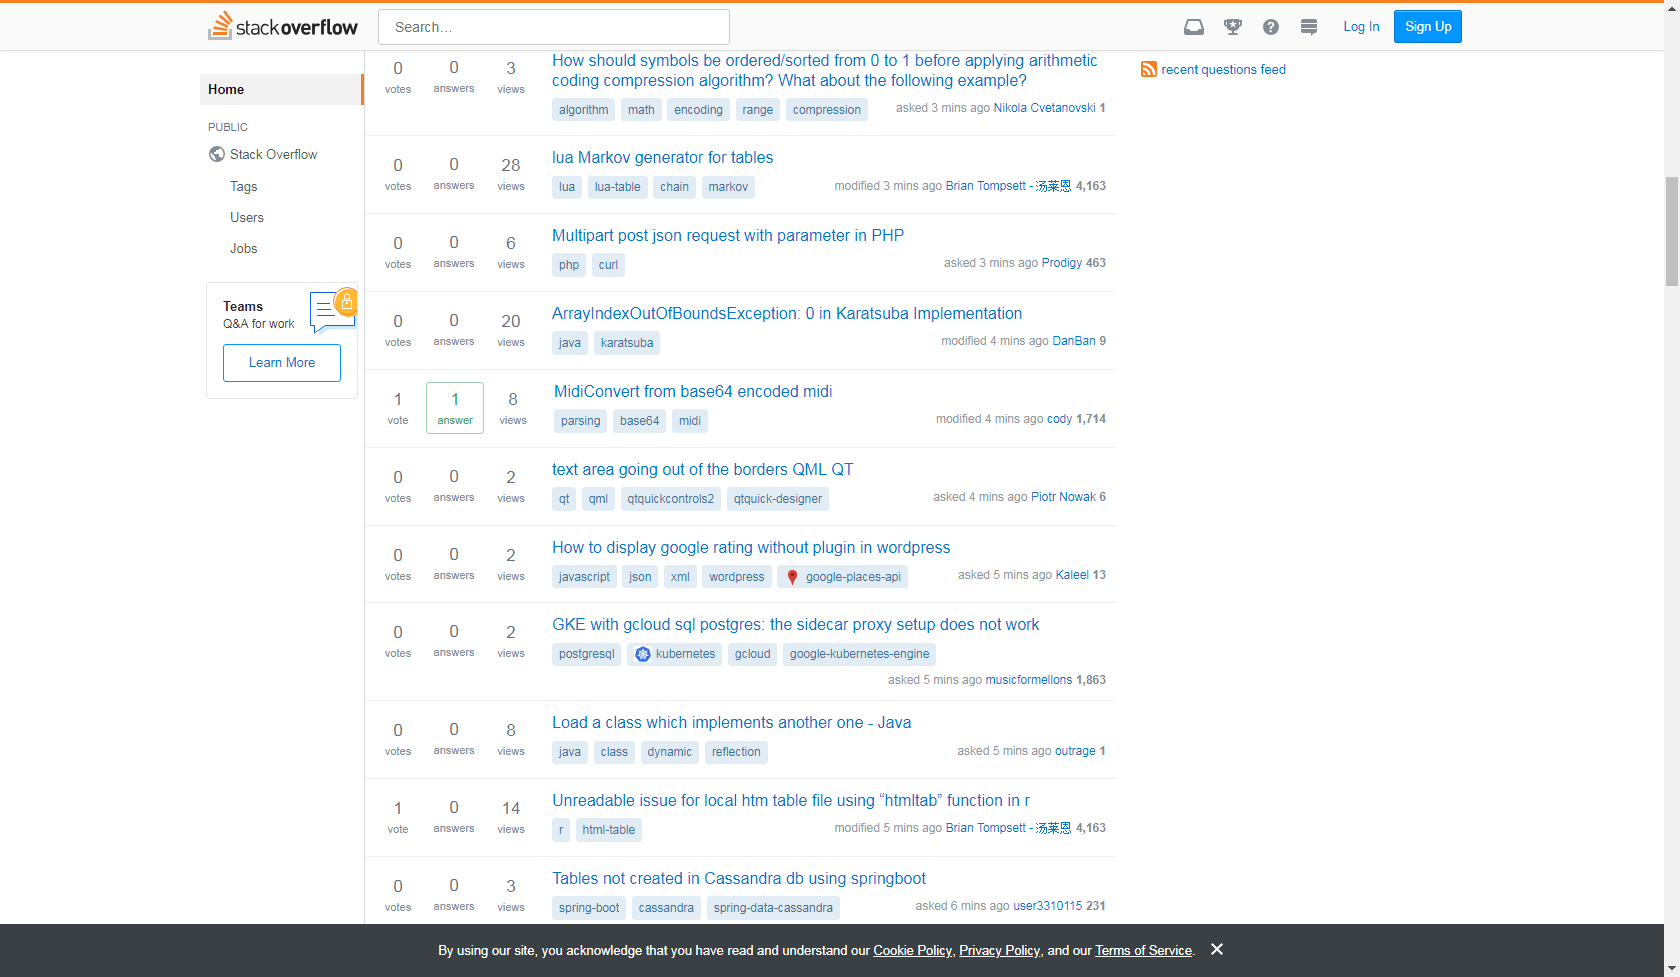 stackoverflow
Search…
Log In
Sign Up
Home
PUBLIC
Stack Overflow
Tags
Users
Jobs
Teams
Q&A for work
Learn More
0 votes 0 answers 3 views
How should symbols be ordered/sorted from 0 to 1 before applying arithmetic
coding compression algorithm? What about the following example?
algorithm math encoding range compression
asked 3 mins ago Nikola Cvetanovski 1
0 votes 0 answers 28 views
lua Markov generator for tables
lua lua-table chain markov
modified 3 mins ago Brian Tompsett - 汤莱恩 4,163
0 votes 0 answers 6 views
Multipart post json request with parameter in PHP
php curl
asked 3 mins ago Prodigy 463
0 votes 0 answers 20 views
ArrayIndexOutOfBoundsException: 0 in Karatsuba Implementation
java karatsuba
modified 4 mins ago DanBan 9
1 vote 1 answer 8 views
MidiConvert from base64 encoded midi
parsing base64 midi
modified 4 mins ago cody 1,714
0 votes 0 answers 2 views
text area going out of the borders QML QT
qt qml qtquickcontrols2 qtquick-designer
asked 4 mins ago Piotr Nowak 6
0 votes 0 answers 2 views
How to display google rating without plugin in wordpress
javascript json xml wordpress google-places-api
asked 5 mins ago Kaleel 13
0 votes 0 answers 2 views
GKE with gcloud sql postgres: the sidecar proxy setup does not work
postgresql kubernetes gcloud google-kubernetes-engine
asked 5 mins ago musicformellons 1,863
0 votes 0 answers 8 views
Load a class which implements another one - Java
java class dynamic reflection
asked 5 mins ago outrage 1
1 vote 0 answers 14 views
Unreadable issue for local htm table file using “htmltab” function in r
r html-table
modified 5 mins ago Brian Tompsett - 汤莱恩 4,163
0 votes 0 answers 3 views
Tables not created in Cassandra db using springboot
spring-boot cassandra spring-data-cassandra
asked 6 mins ago user3310115 231
recent questions feed
By using our site, you acknowledge that you have read and understand our Cookie Policy, Privacy Policy, and our Terms of Service.